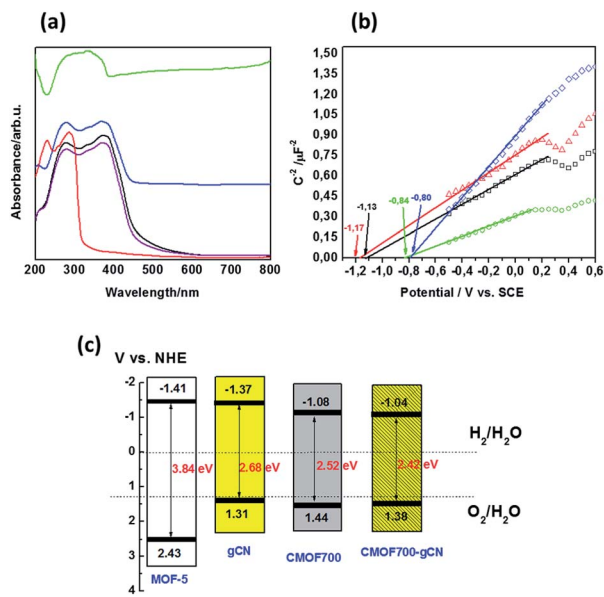 (a)
Absorbance/arb.u.
200 300 400 500 600 700 800
Wavelength/nm
(b)
1,50
1,35
1,20
1,05
0,90
0,75
0,60
0,45
0,30
0,15
0,00
C⁻² /µF⁻²
-1,17
-1,13
-0,84
-0,80
-1,2 -1,0 -0,8 -0,6 -0,4 -0,2 0,0 0,2 0,4 0,6
Potential / V vs. SCE
(c)
V vs. NHE
-2
-1
0
1
2
3
4
-1.41 -1.37 -1.08 -1.04
H₂/H₂O
3.84 eV 2.68 eV 2.52 eV 2.42 eV
O₂/H₂O
2.43 1.31 1.44 1.38
MOF-5 gCN CMOF700 CMOF700-gCN